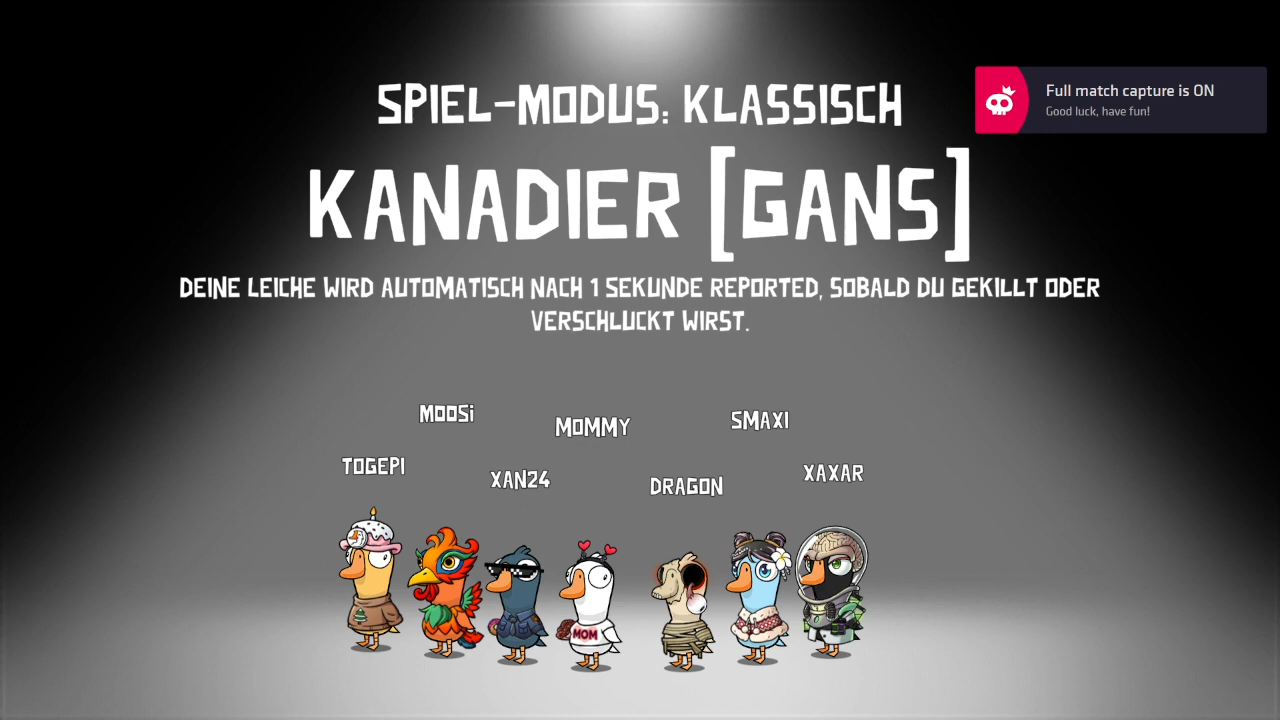 SPIEL-MODUS: KLASSISCH
Full match capture is ON
Good luck, have fun!
KANADIER [GANS]
DEINE LEICHE WIRD AUTOMATISCH NACH 1 SEKUNDE REPORTED, SOBALD DU GEKILLT ODER
VERSCHLUCKT WIRST.
MOOSi
MOMMY
SMAXI
TOGEPI
XAN24
DRAGON
XAXAR
MOM